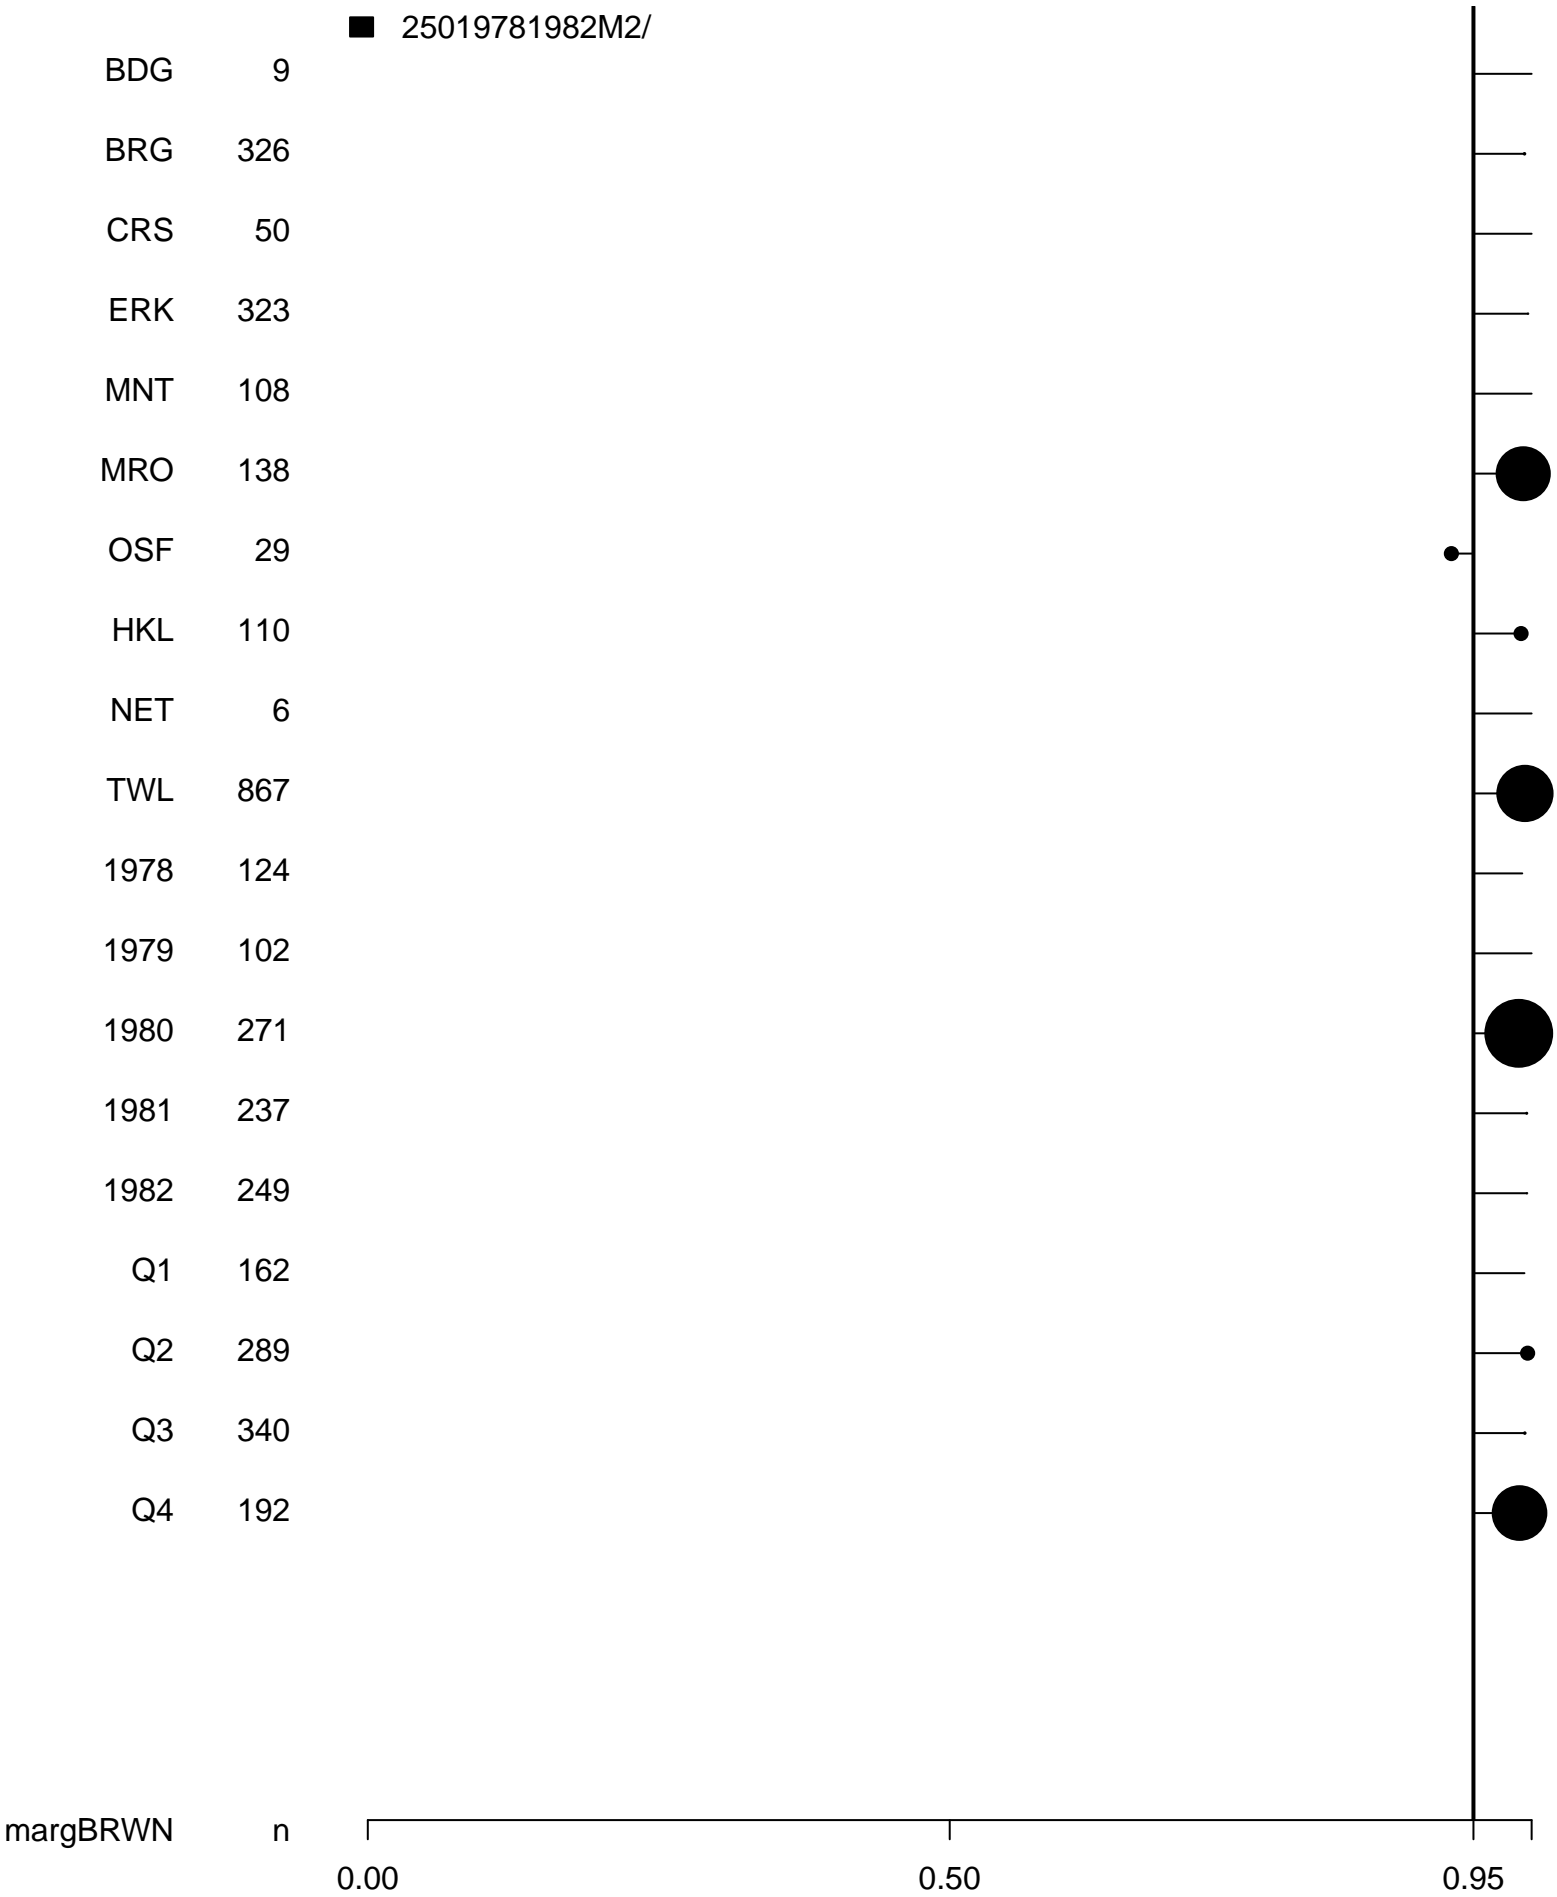 25019781982M2/
BDG 9
BRG 326
CRS 50
ERK 323
MNT 108
MRO 138
OSF 29
HKL 110
NET 6
TWL 867
1978 124
1979 102
1980 271
1981 237
1982 249
Q1 162
Q2 289
Q3 340
Q4 192
margBRWN n
0.00 0.50 0.95